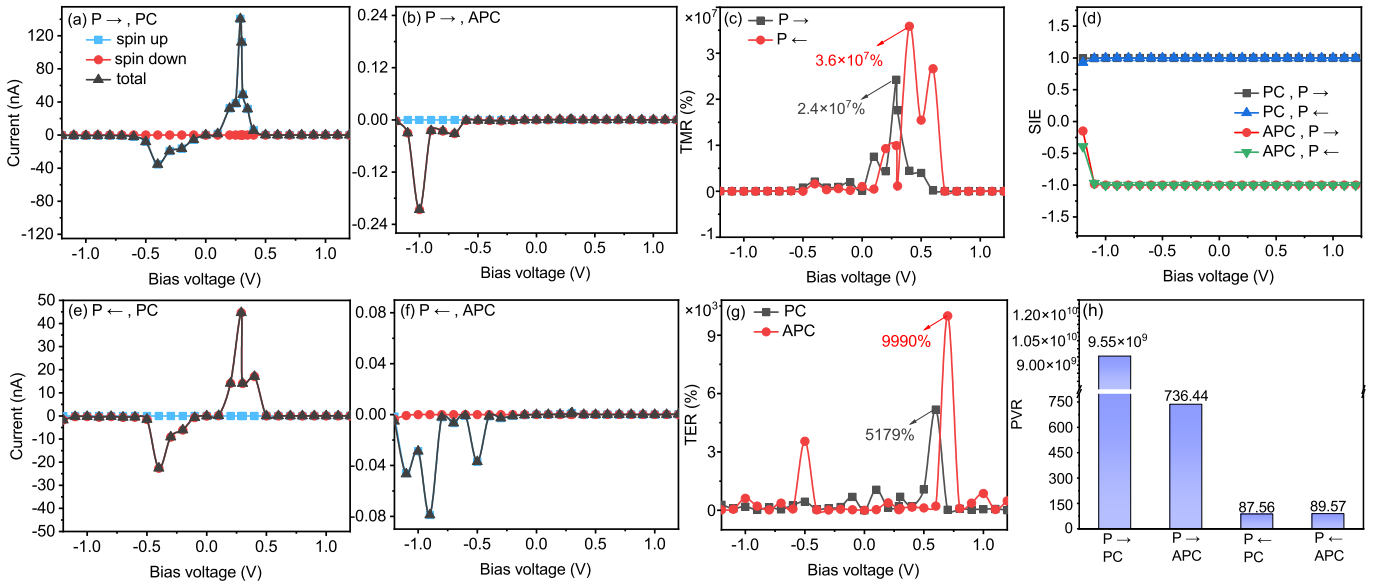 (a) P →, PC
spin up
spin down
total
Current (nA)
120
80
40
0
-40
-80
-120
-1.0 -0.5 0.0 0.5 1.0
Bias voltage (V)
(b) P →, APC
0.24
0.12
0.00
-0.12
-0.24
-1.0 -0.5 0.0 0.5 1.0
Bias voltage (V)
(c)
×10⁷
P →
P ←
3.6×10⁷%
2.4×10⁷%
TMR (%)
3
2
1
0
-1
-1.0 -0.5 0.0 0.5 1.0
Bias voltage (V)
(d)
PC , P →
PC , P ←
APC , P →
APC , P ←
SIE
1.5
1.0
0.5
0.0
-0.5
-1.0
-1.5
-1.0 -0.5 0.0 0.5 1.0
Bias voltage (V)
(e) P ←, PC
Current (nA)
50
40
30
20
10
0
-10
-20
-30
-40
-50
-1.0 -0.5 0.0 0.5 1.0
Bias voltage (V)
(f) P ←, APC
0.08
0.04
0.00
-0.04
-0.08
-1.0 -0.5 0.0 0.5 1.0
Bias voltage (V)
(g)
×10³
PC
APC
9990%
5179%
TER (%)
9
6
3
0
-1.0 -0.5 0.0 0.5 1.0
Bias voltage (V)
(h)
PVR
1.20×10¹⁰
1.05×10¹⁰
9.00×10⁹
750
600
450
300
150
0
9.55×10⁹
736.44
87.56
89.57
P → P → P ← P ←
PC APC PC APC